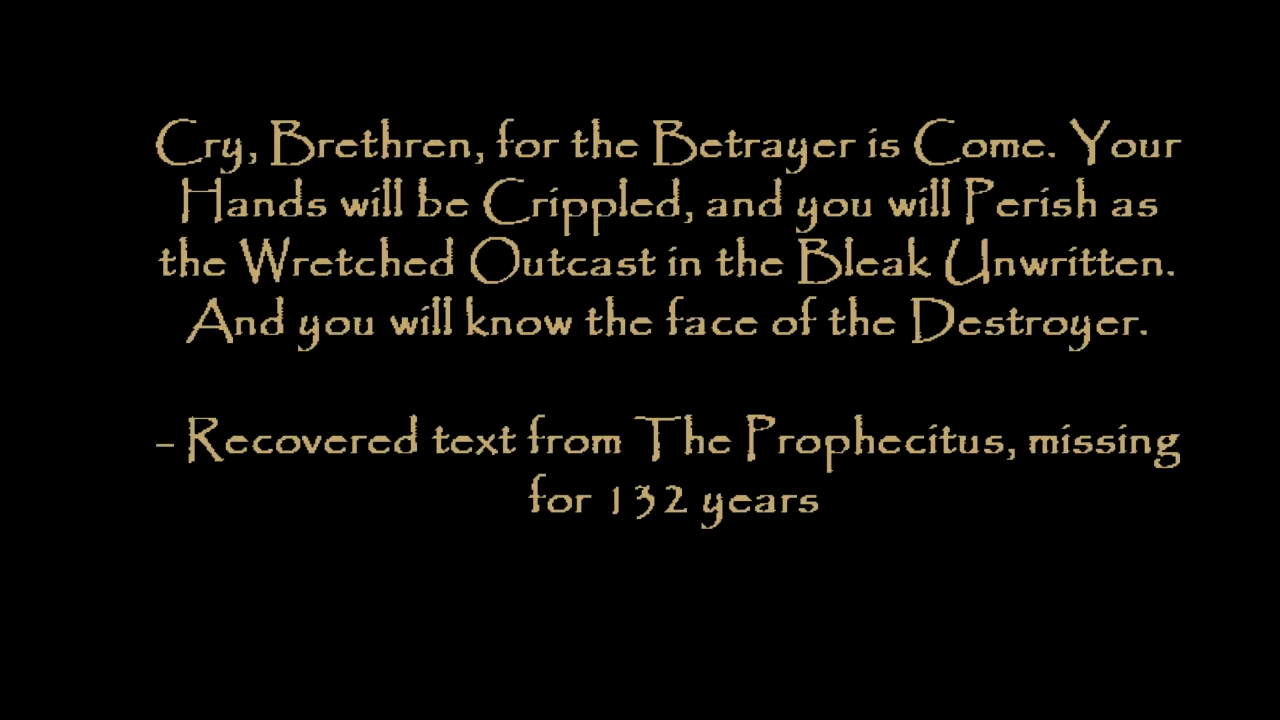 Cry, Brethren, for the Betrayer is Come. Your
Hands will be Crippled, and you will Perish as
the Wretched Outcast in the Bleak Unwritten.
And you will know the face of the Destroyer.
- Recovered text from The Prophecitus, missing
for 132 years